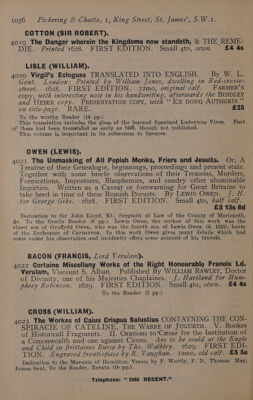 1056 Pickering & Chatto, 1, King Street, St. James', S.W.1.
COTTON (SIR ROBERT).
4019 The Danger wherein the Kingdome now standeth, & THE REME-
DIE. Printed 1628. FIRST EDITION. Small 4to, sewn. £4 4s
LISLE (WILLIAM).
4020 Virgil's Eclogues TRANSLATED INTO ENGLISH. By W. L.
Gent. London: Printed by William Jones, dwelling in Red-crosse-
street. 1628. FIRST EDITION. 12mo, original calf. FARMER'S
copy, with interesting note in his handwriting, afterwards the BINDLEY
and HEBER copy. PRESENTATION COPY, with "EX DONO AUTHORIS"
on title-page. RARE. £25
To the worthy Reader (14 pp.).
This translation includes the gloss of the learned Spaniard Lodovicus Vives. Part
of these had been translated as early as 1600, though not published.
This volume is important in its references to Spenser.
OWEN (LEWIS).
4021 The Unmasking of All Popish Monks, Friers and Jesuits. Or, A
Treatise of their Genealogie, beginnings, proceedings and present state.
Together with some briefe observations of their Treasons, Murders,
Fornications, Impostures, Blasphemies, and sundry other abominable
Impieties. Written as a Caveat or forewarning for Great Britaine to
take heed in time of these Romish Locusts. By LEWIS OWEN. J. H.
for George Gibs. 1628. FIRST EDITION. Small 4to, half calf.
£3 13s 6d
Dedication to Sir John Lloyd, Kt., Sergeant at Law of the County of Merioneth,
&c. To the Gentle Reader (6 pp.). Lewis Owen, the author of this work was the
eldest son of Gruffydd Owen, who was the fourth son of Lewis Owen (d. 1555), baron
of the Exchequer of Carnarvon. In this work Owen gives many details which had
come under his observation and incidently offers some account of his travels.
BACON (FRANCIS, Lord Verulam).
4022 Certaine Miscellany Works of the Right Honourable Francis Ld.
Verulam, Viscount S. Alban. Published By WILLIAM RAWLEY, Doctor
of Divinity, one of his Majesties Chaplaines. J. Haviland for Hum-
phrey Robinson. 1629. FIRST EDITION. Small 4to, sewn. £4 4s
To the Reader (3 pp.).
CROSS (WILLIAM).
4023 The Workes of Caius Crispus Salustius CONTAYNING THE CON-
SPIRACIE OF CATELINE, THE WARRE OF JUGURTH. V. Bookes
of Historicall Fragments. II. Orations to Cæsar for the Institution of
a Commonwealth and one against Cicero. Are to be sould at the Eagle
and Child in Brittaines Burse by Tho. Walkley. 1629. FIRST EDI-
TION. Engraved frontispiece by R. Vaughan. 12mo, old calf. £5 5s
Dedication to the Marquis of Hamilton, Verses by F. Wortly, F. D., Thomas May,
James Soul, To the Reader, Errata (16 pp.).
Telephone: "2485 REGENT."